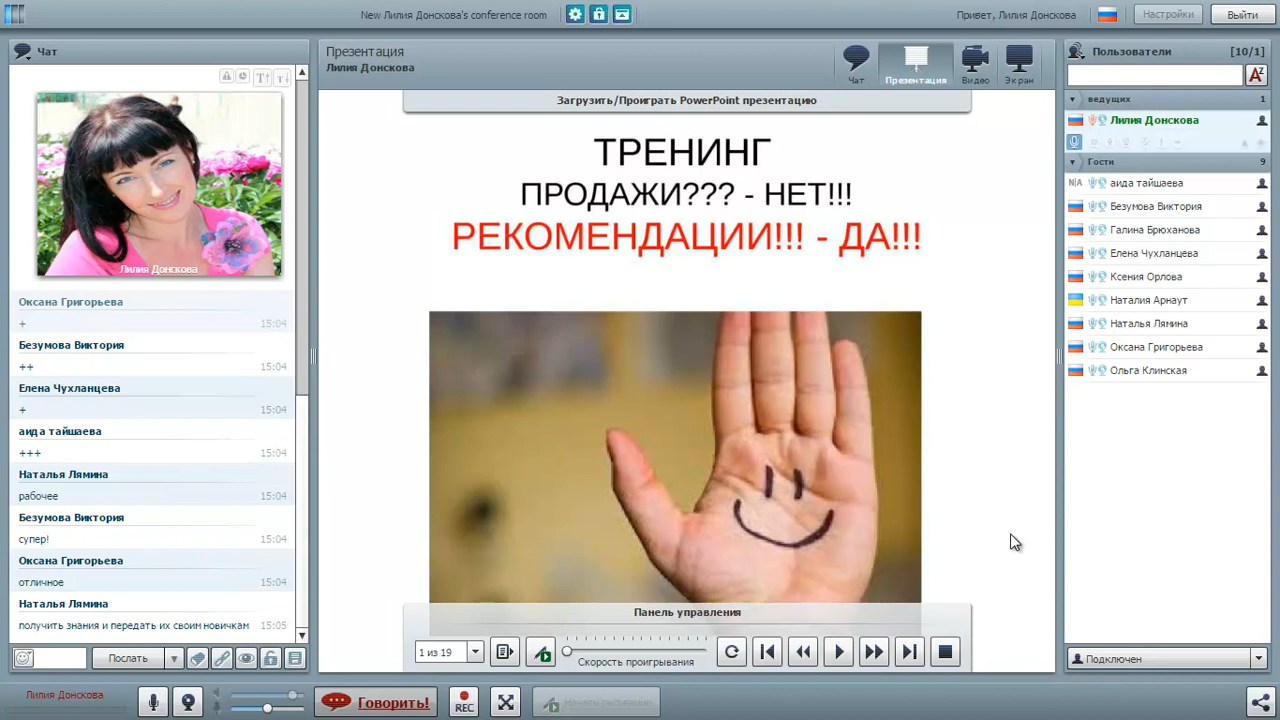 New Лилия Донскова's conference room
Привет, Лилия Донскова
Настройки
Выйти
Чат
Лилия Донскова
Оксана Григорьева
+
15:04
Безумова Виктория
++
15:04
Елена Чухланцева
+
15:04
аида тайшаева
+++
15:04
Наталья Лямина
рабочее
15:04
Безумова Виктория
супер!
15:04
Оксана Григорьева
отличное
15:04
Наталья Лямина
получить знания и передать их своим новичкам
15:05
Послать
Презентация
Лилия Донскова
Чат
Презентация
Видео
Экран
Загрузить/Проиграть PowerPoint презентацию
ТРЕНИНГ
ПРОДАЖИ??? - НЕТ!!!
РЕКОМЕНДАЦИИ!!! - ДА!!!
Панель управления
1 из 19
Скорость проигрывания
Пользователи
[10/1]
ведущих
1
Лилия Донскова
Гости
9
N/A
аида тайшаева
Безумова Виктория
Галина Брюханова
Елена Чухланцева
Ксения Орлова
Наталия Арнаут
Наталья Лямина
Оксана Григорьева
Ольга Клинская
Подключен
Лилия Донскова
Говорить!
REC
Начать рисование